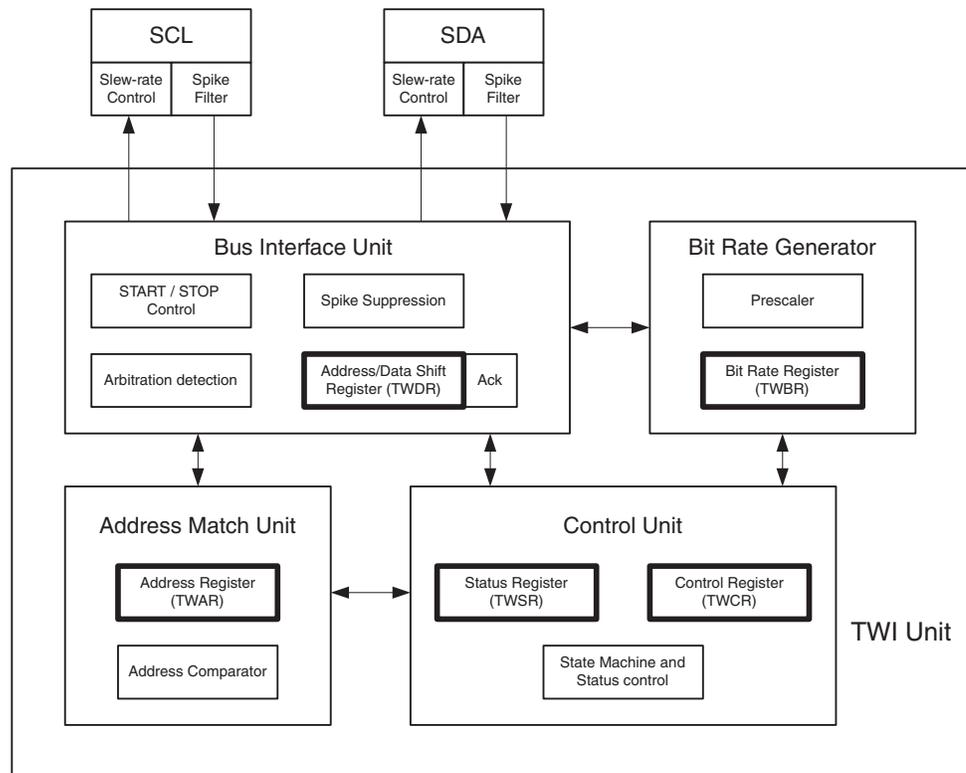 SCL
SDA
Slew-rate
Control
Spike
Filter
Slew-rate
Control
Spike
Filter
Bus Interface Unit
START / STOP
Control
Spike Suppression
Arbitration detection
Address/Data Shift
Register (TWDR)
Ack
Bit Rate Generator
Prescaler
Bit Rate Register
(TWBR)
Address Match Unit
Address Register
(TWAR)
Address Comparator
Control Unit
Status Register
(TWSR)
Control Register
(TWCR)
State Machine and
Status control
TWI Unit